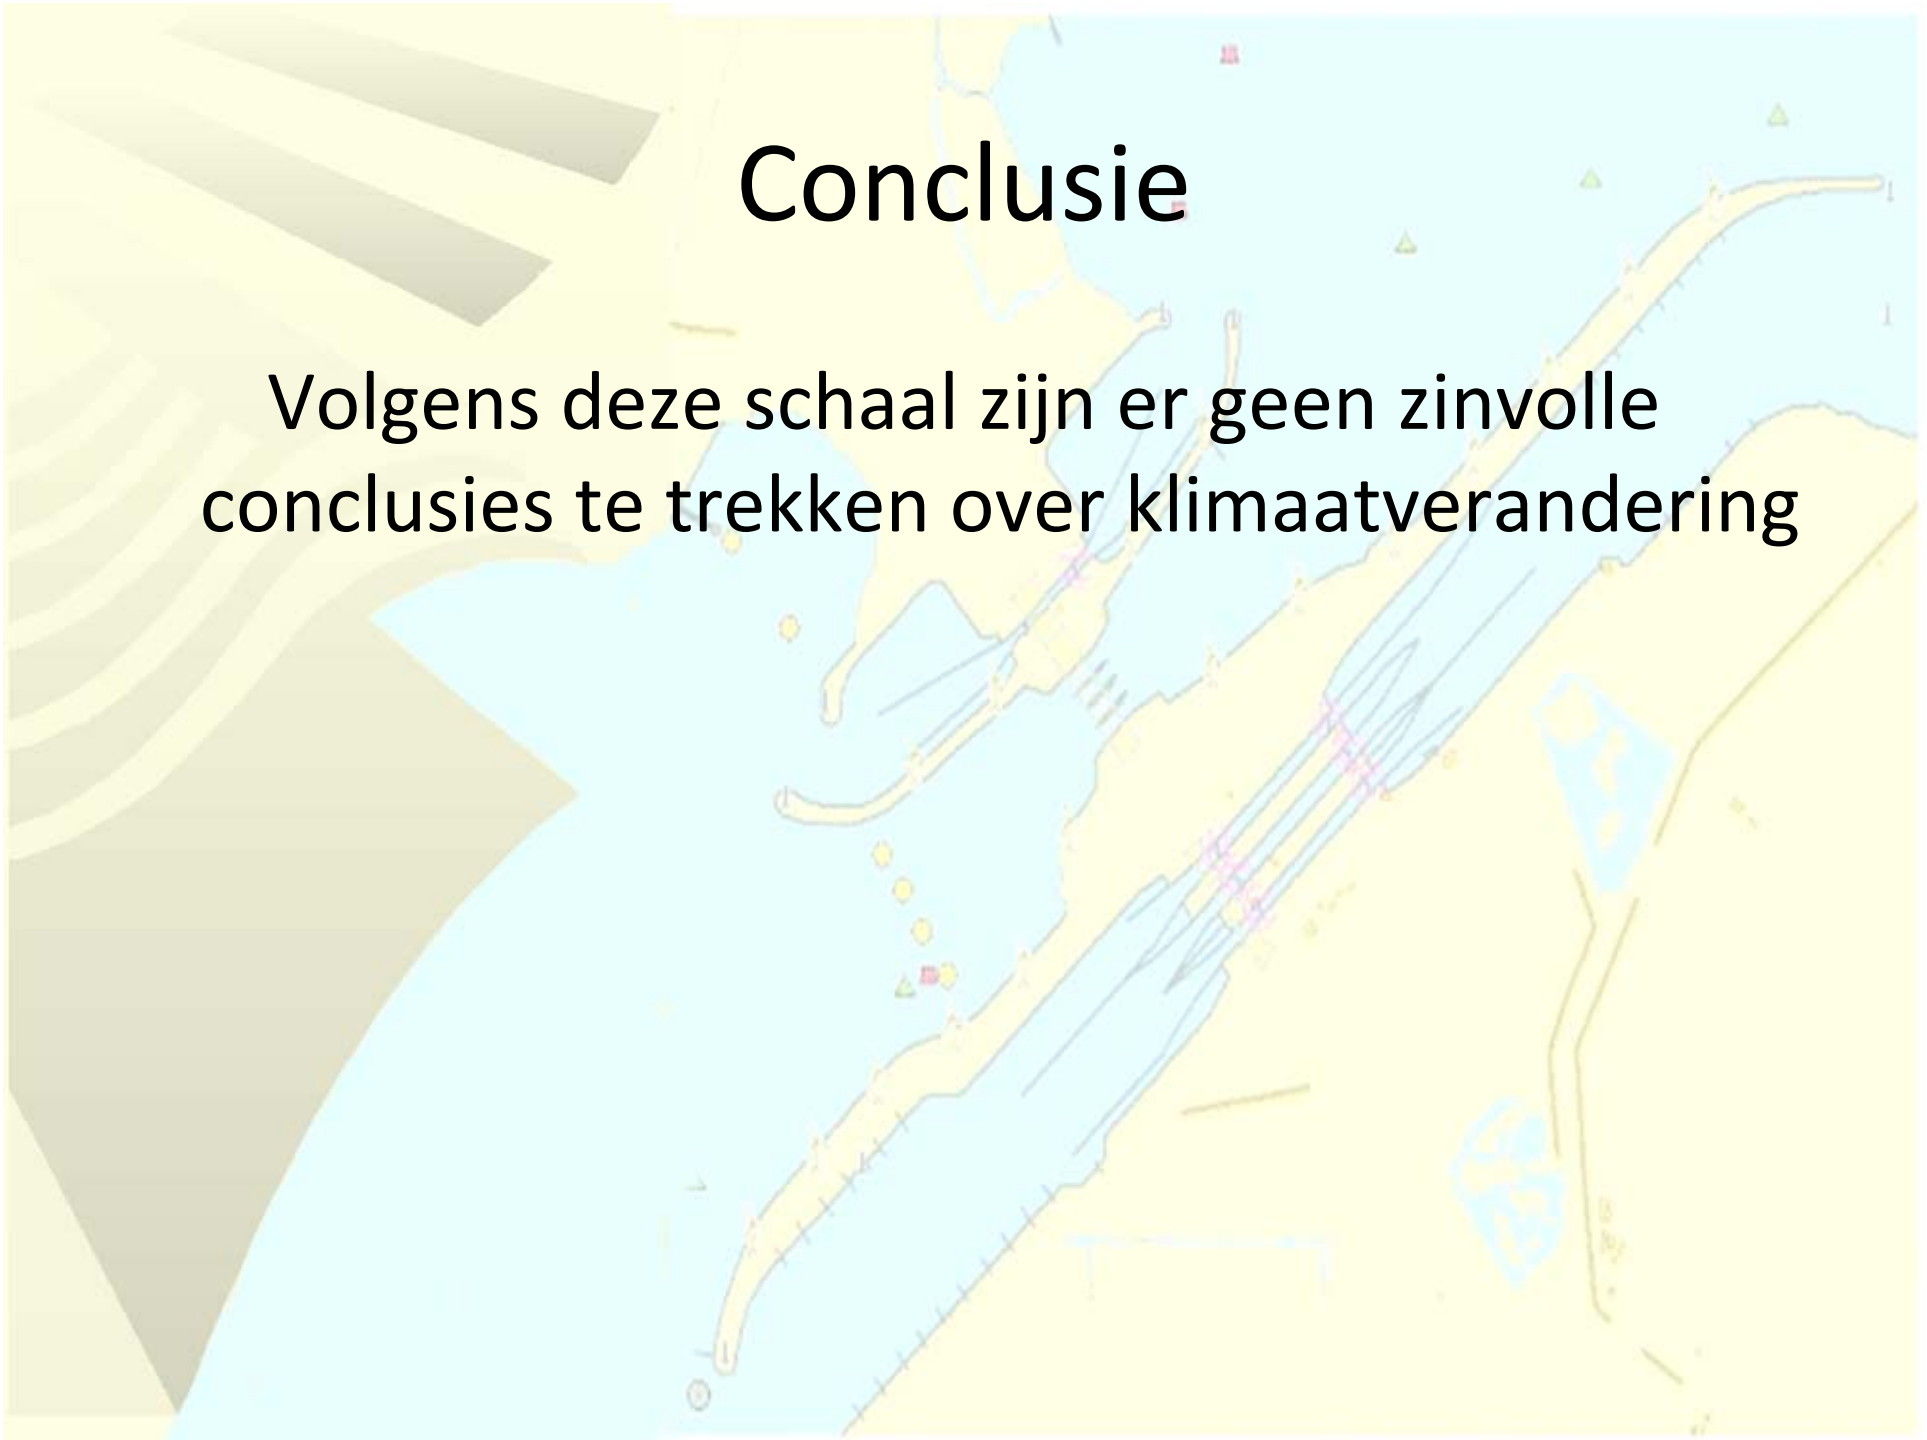 Conclusie
Volgens deze schaal zijn er geen zinvolle
conclusies te trekken over klimaatverandering